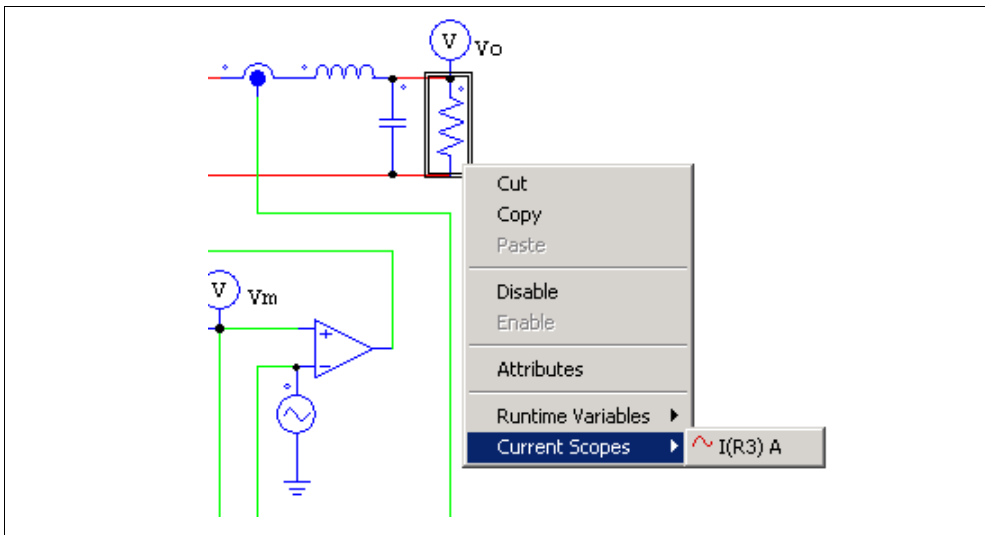 V Vo
Cut
Copy
Paste
V Vm
Disable
Enable
Attributes
Runtime Variables
Current Scopes
I(R3) A